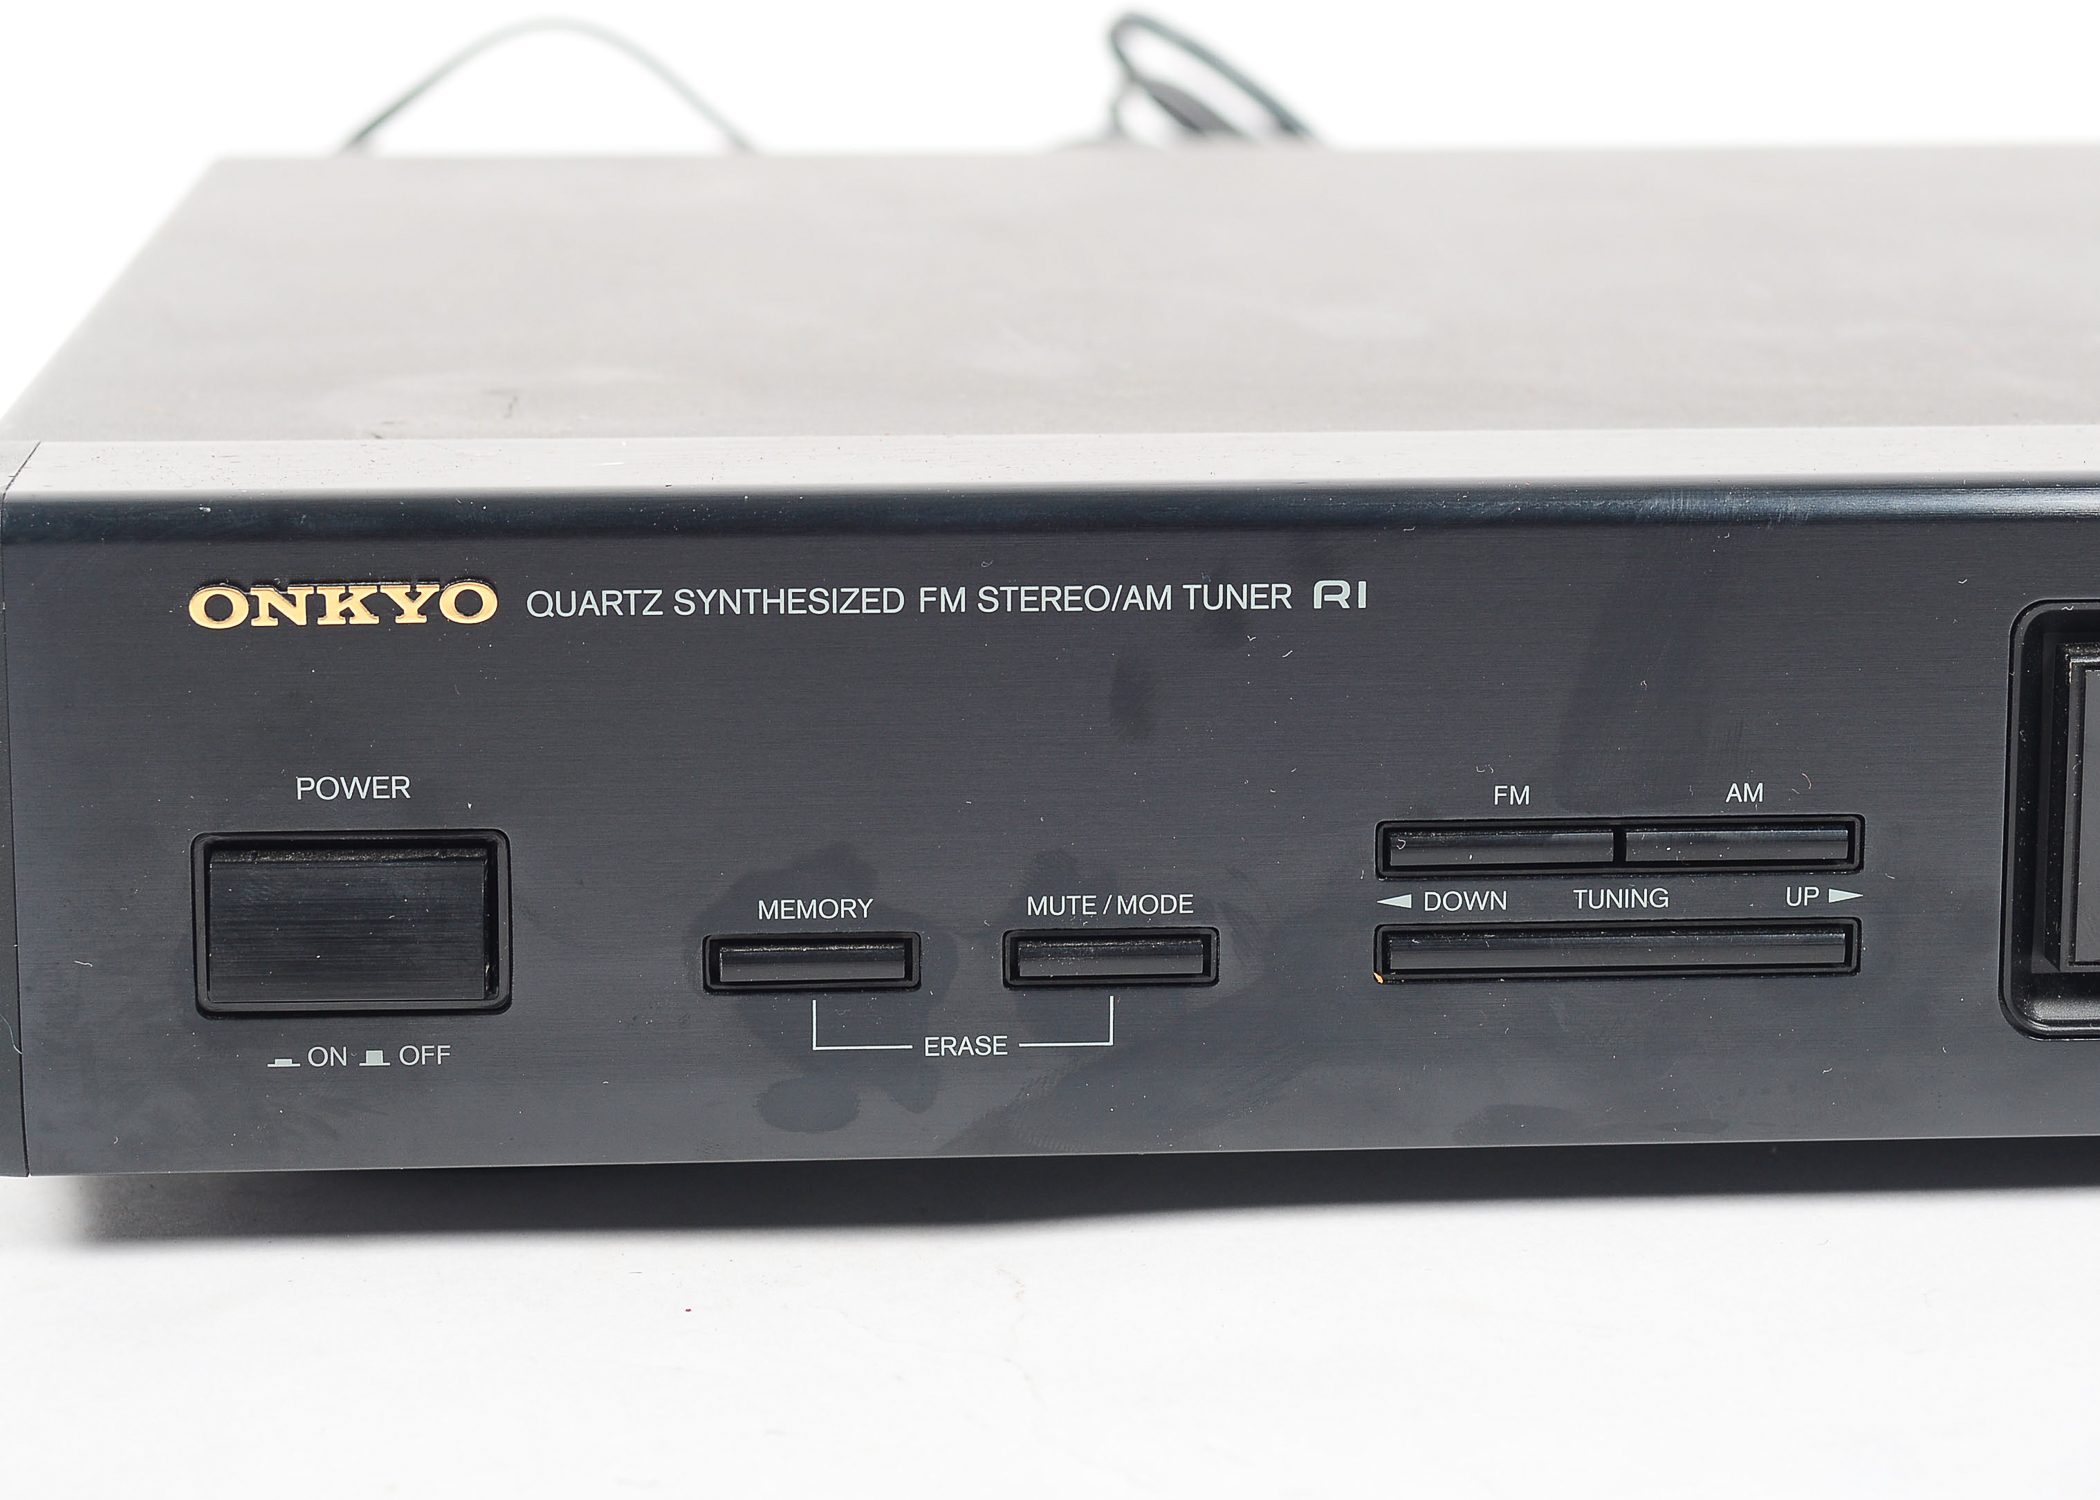 ONKYO QUARTZ SYNTHESIZED FM STEREO/AM TUNER RI
POWER
ON OFF
MEMORY MUTE / MODE
ERASE
FM AM
DOWN TUNING UP